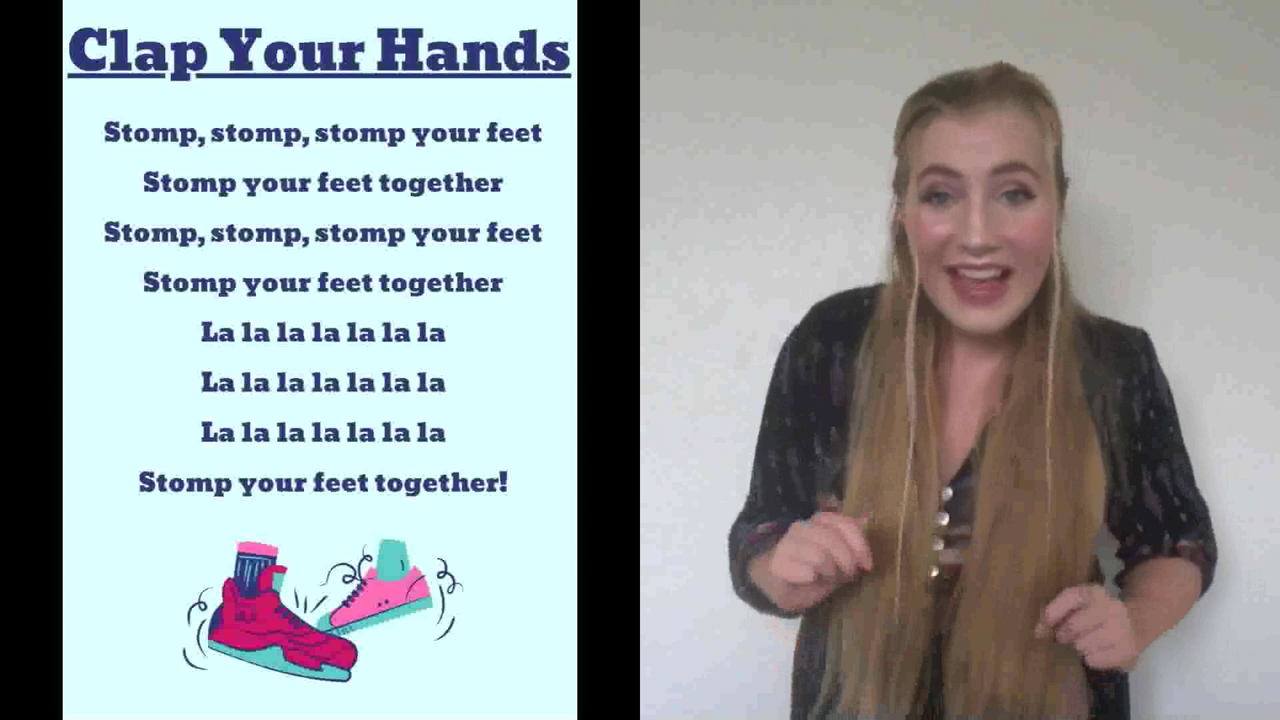 Clap Your Hands
Stomp, stomp, stomp your feet
Stomp your feet together
Stomp, stomp, stomp your feet
Stomp your feet together
La la la la la la la
La la la la la la la
La la la la la la la
Stomp your feet together!